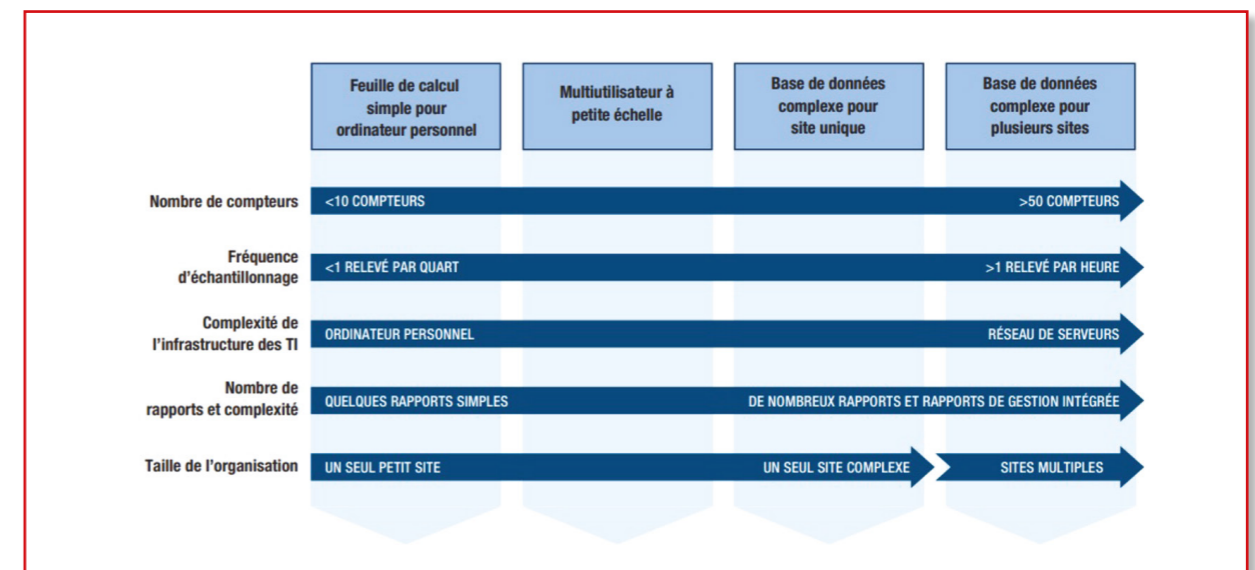 Feuille de calcul
simple pour
ordinateur personnel
Multiutilisateur à
petite échelle
Base de données
complexe pour
site unique
Base de données
complexe pour
plusieurs sites
Nombre de compteurs
<10 COMPTEURS
>50 COMPTEURS
Fréquence
d'échantillonnage
<1 RELEVÉ PAR QUART
>1 RELEVÉ PAR HEURE
Complexité de
l'infrastructure des TI
ORDINATEUR PERSONNEL
RÉSEAU DE SERVEURS
Nombre de
rapports et complexité
QUELQUES RAPPORTS SIMPLES
DE NOMBREUX RAPPORTS ET RAPPORTS DE GESTION INTÉGRÉE
Taille de l'organisation
UN SEUL PETIT SITE
UN SEUL SITE COMPLEXE
SITES MULTIPLES